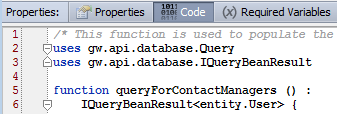 Properties: Properties Code Required Variables
1 /* This function is used to populate the
2 uses gw.api.database.Query
3 uses gw.api.database.IQueryBeanResult
4
5 function queryForContactManagers () :
6 IQueryBeanResult<entity.User> {